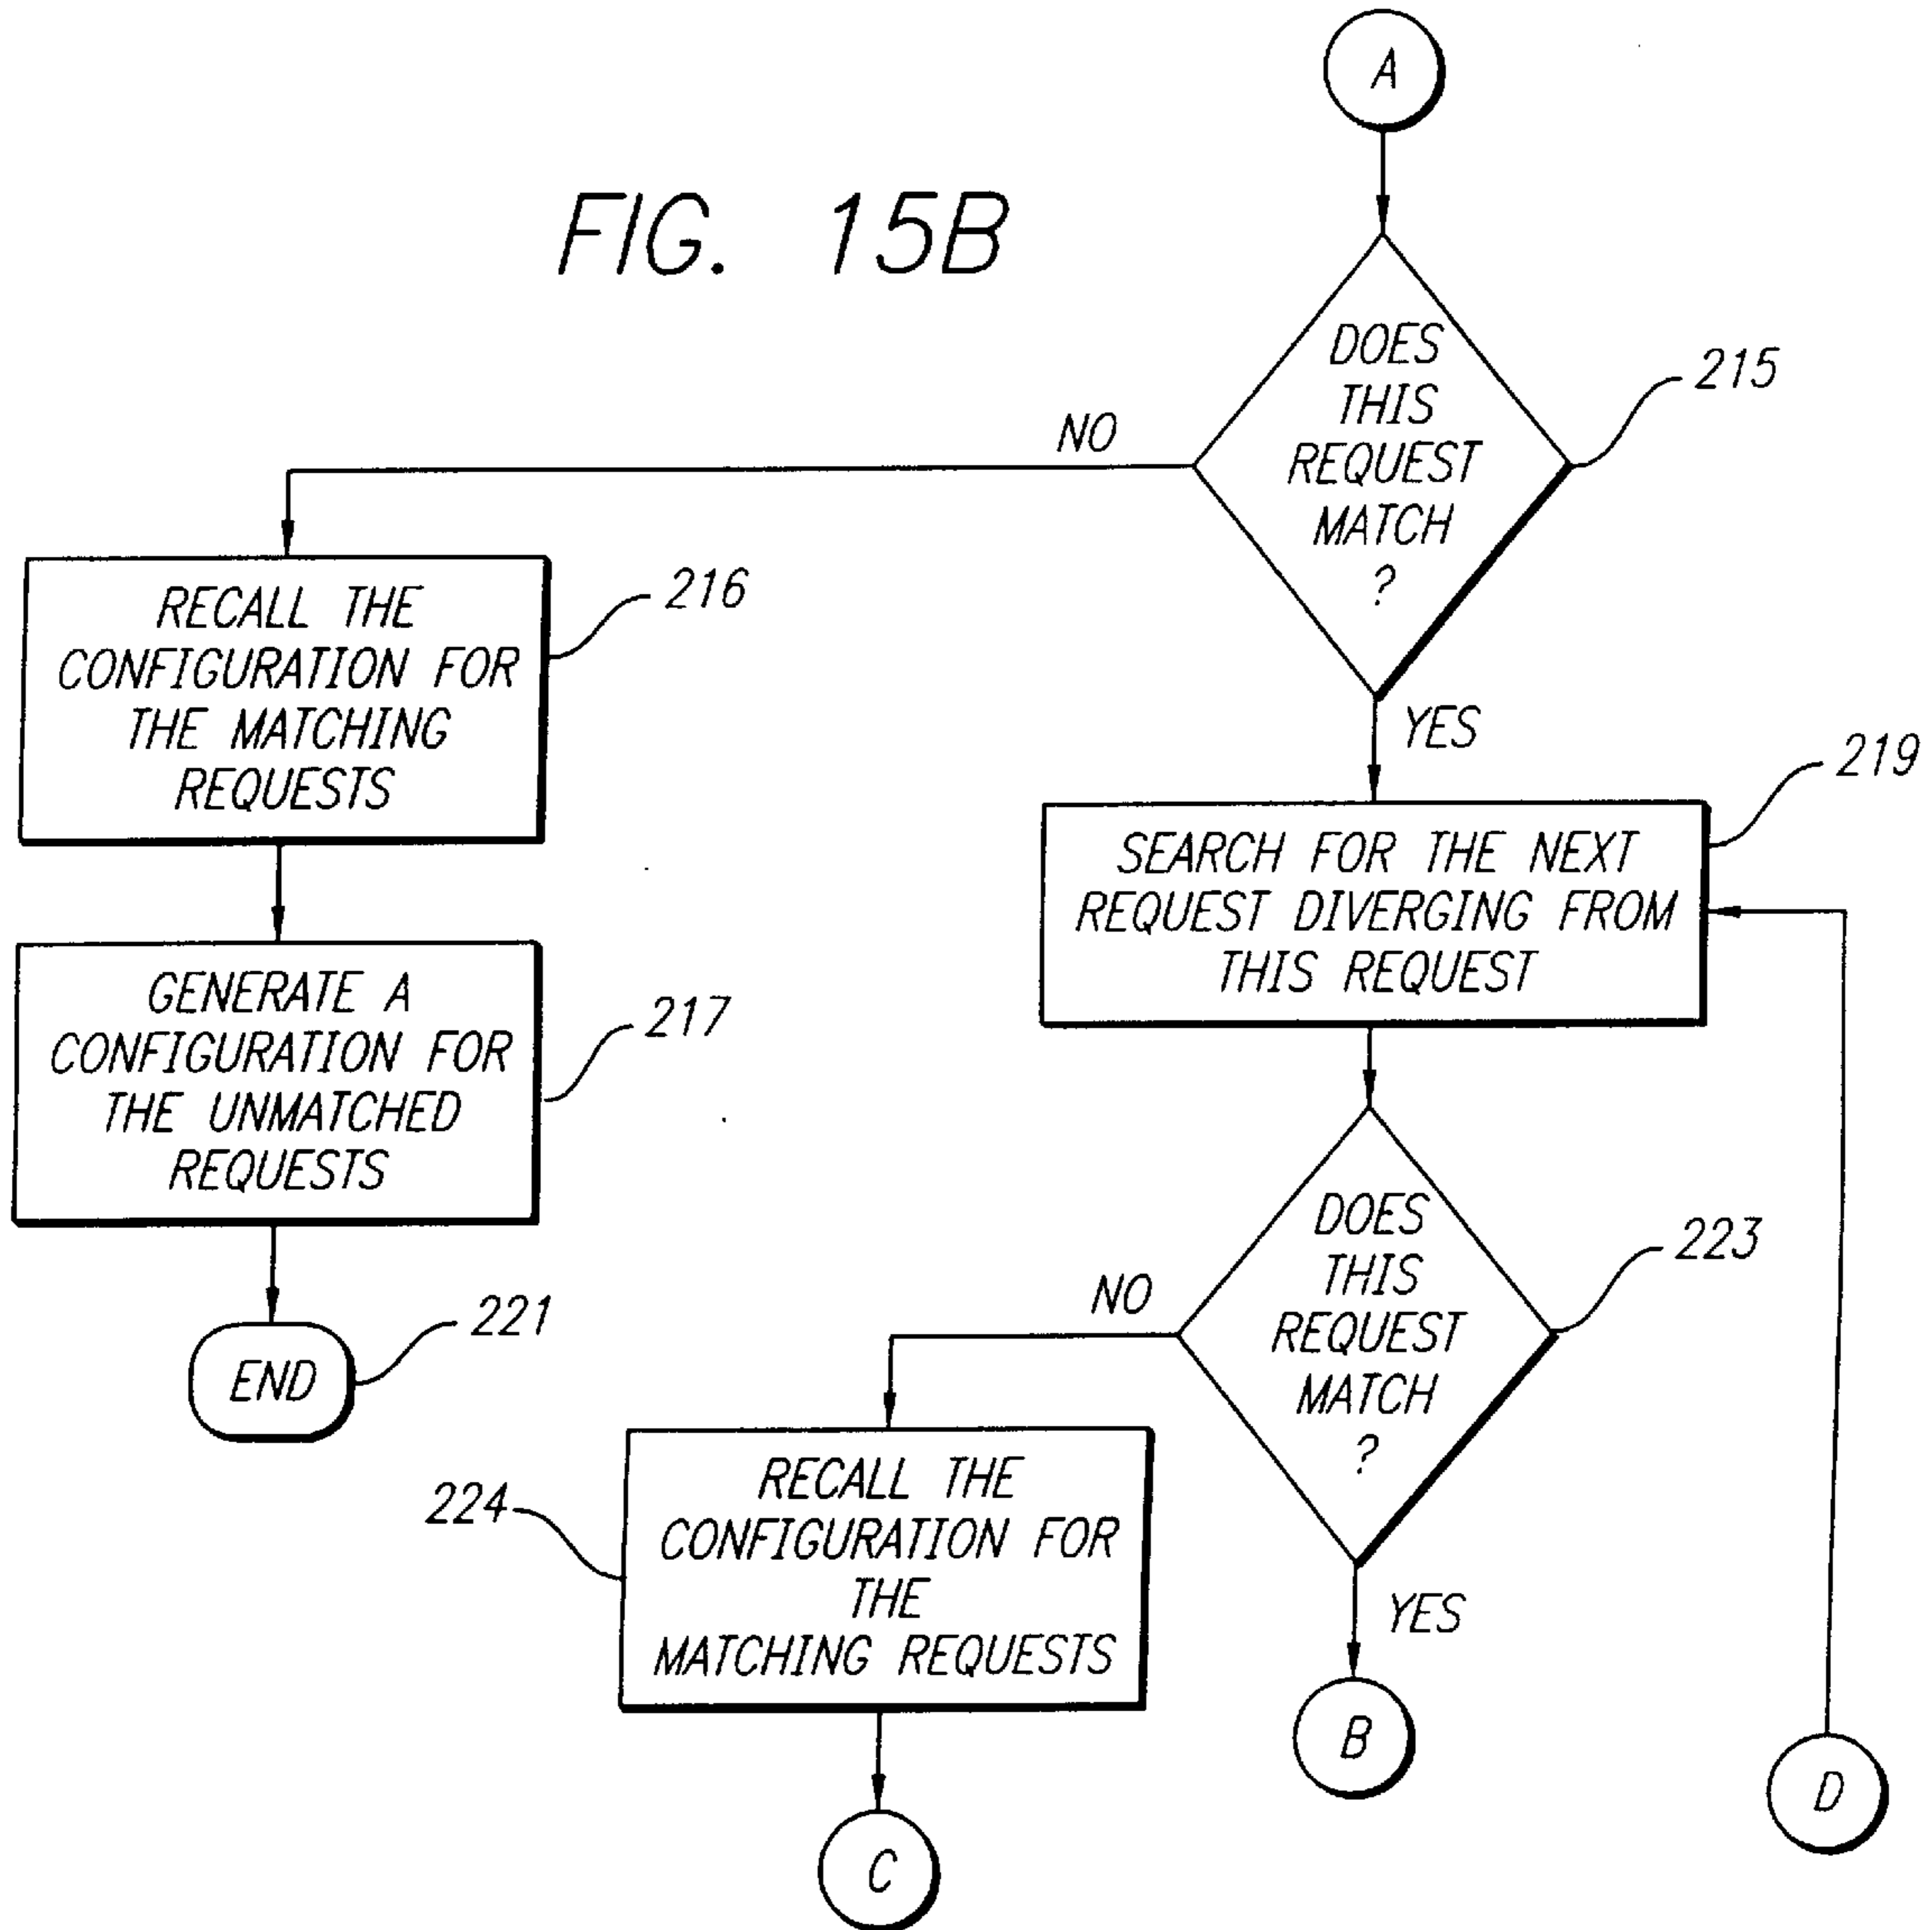 A
FIG. 15B
DOES
THIS
REQUEST
MATCH
?
215
NO
YES
RECALL THE
CONFIGURATION FOR
THE MATCHING
REQUESTS
216
GENERATE A
CONFIGURATION FOR
THE UNMATCHED
REQUESTS
217
END
221
SEARCH FOR THE NEXT
REQUEST DIVERGING FROM
THIS REQUEST
219
DOES
THIS
REQUEST
MATCH
?
223
NO
YES
RECALL THE
CONFIGURATION FOR
THE
MATCHING REQUESTS
224
B
D
C